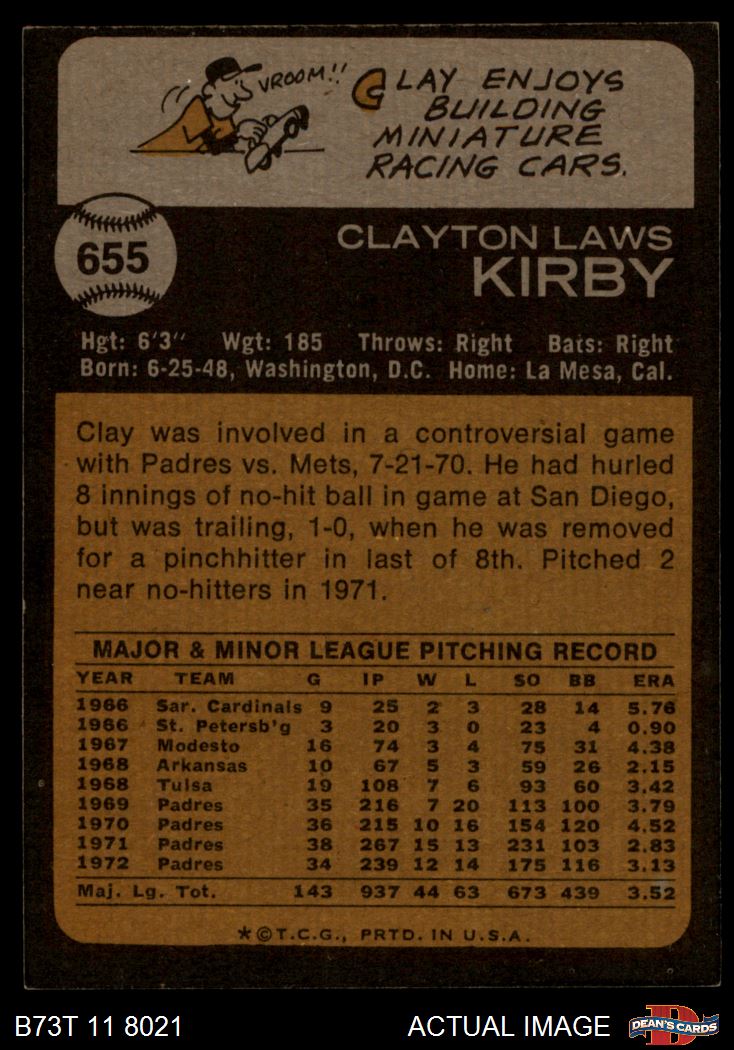 VROOM!!
CLAY ENJOYS
BUILDING
MINIATURE
RACING CARS.
655
CLAYTON LAWS
KIRBY
Hgt: 6'3" Wgt: 185 Throws: Right Bats: Right
Born: 6-25-48, Washington, D.C. Home: La Mesa, Cal.
Clay was involved in a controversial game
with Padres vs. Mets, 7-21-70. He had hurled
8 innings of no-hit ball in game at San Diego,
but was trailing, 1-0, when he was removed
for a pinchhitter in last of 8th. Pitched 2
near no-hitters in 1971.
MAJOR & MINOR LEAGUE PITCHING RECORD
YEAR TEAM G IP W L SO BB ERA
1966 Sar. Cardinals 9 25 2 3 28 14 5.76
1966 St. Petersb'g 3 20 3 0 23 4 0.90
1967 Modesto 16 74 3 4 75 31 4.38
1968 Arkansas 10 67 5 3 59 26 2.15
1968 Tulsa 19 108 7 6 93 60 3.42
1969 Padres 35 216 7 20 113 100 3.79
1970 Padres 36 215 10 16 154 120 4.52
1971 Padres 38 267 15 13 231 103 2.83
1972 Padres 34 239 12 14 175 116 3.13
Maj. Lg. Tot. 143 937 44 63 673 439 3.52
*©T.C.G., PRTD. IN U.S.A.
B73T 11 8021 ACTUAL IMAGE DEAN'S CARDS